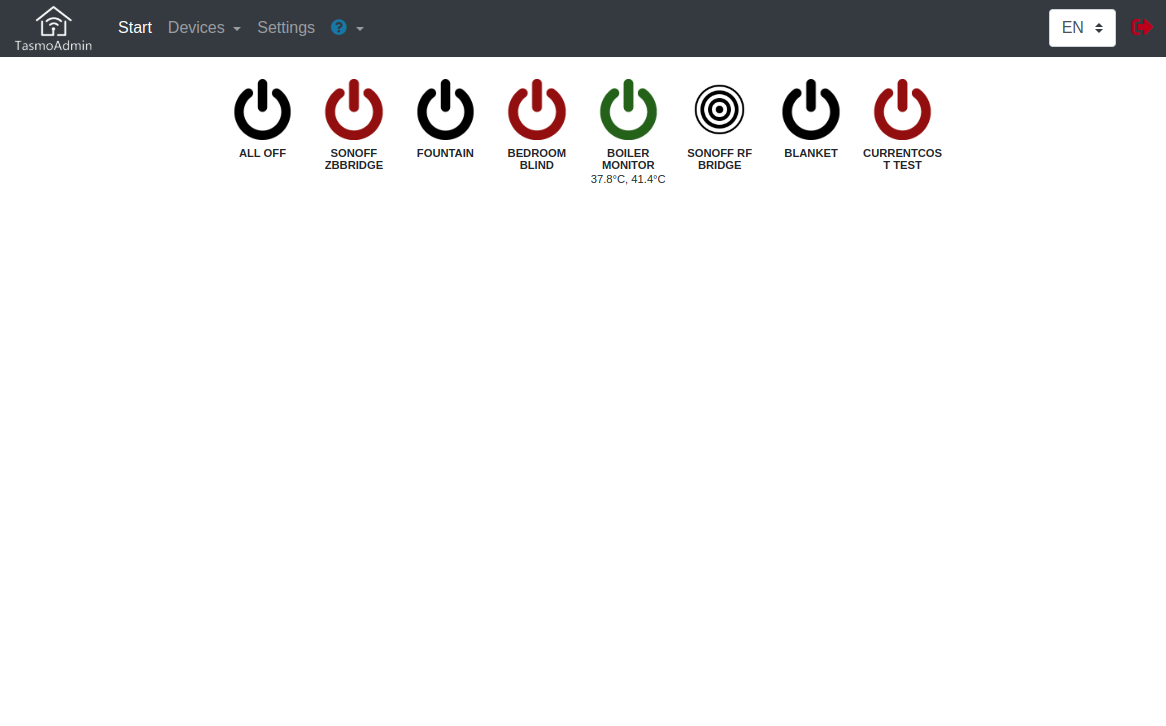 TasmoAdmin
Start Devices Settings EN
ALL OFF
SONOFF
ZBBRIDGE
FOUNTAIN
BEDROOM
BLIND
BOILER
MONITOR
37.8°C, 41.4°C
SONOFF RF
BRIDGE
BLANKET
CURRENTCOS
T TEST